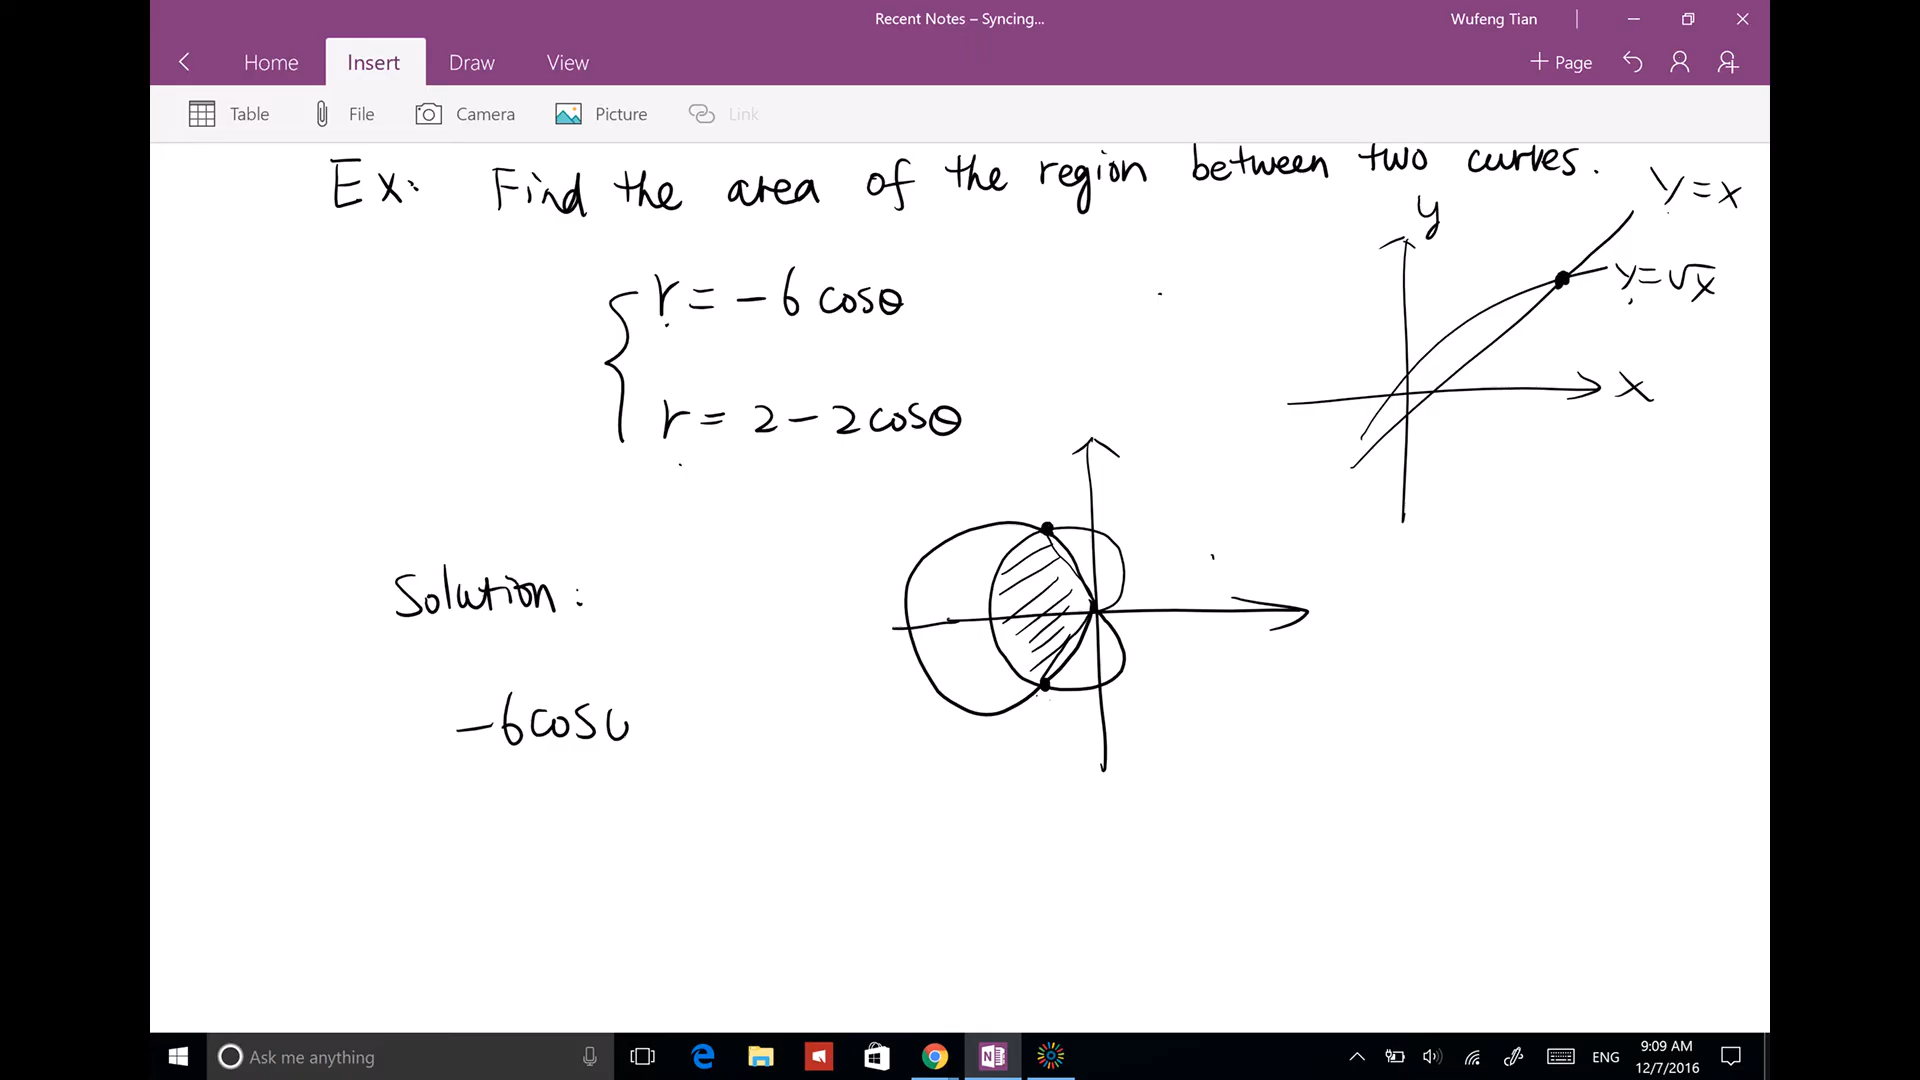 Recent Notes – Syncing...
Wufeng Tian
Home
Insert
Draw
View
Page
Table
File
Camera
Picture
Link
Ex: Find the area of the region between two curves.
y = x
y
y = √x
x
r = -6 cosθ
r = 2 - 2cosθ
Solution:
-6cos
Ask me anything
ENG
9:09 AM
12/7/2016